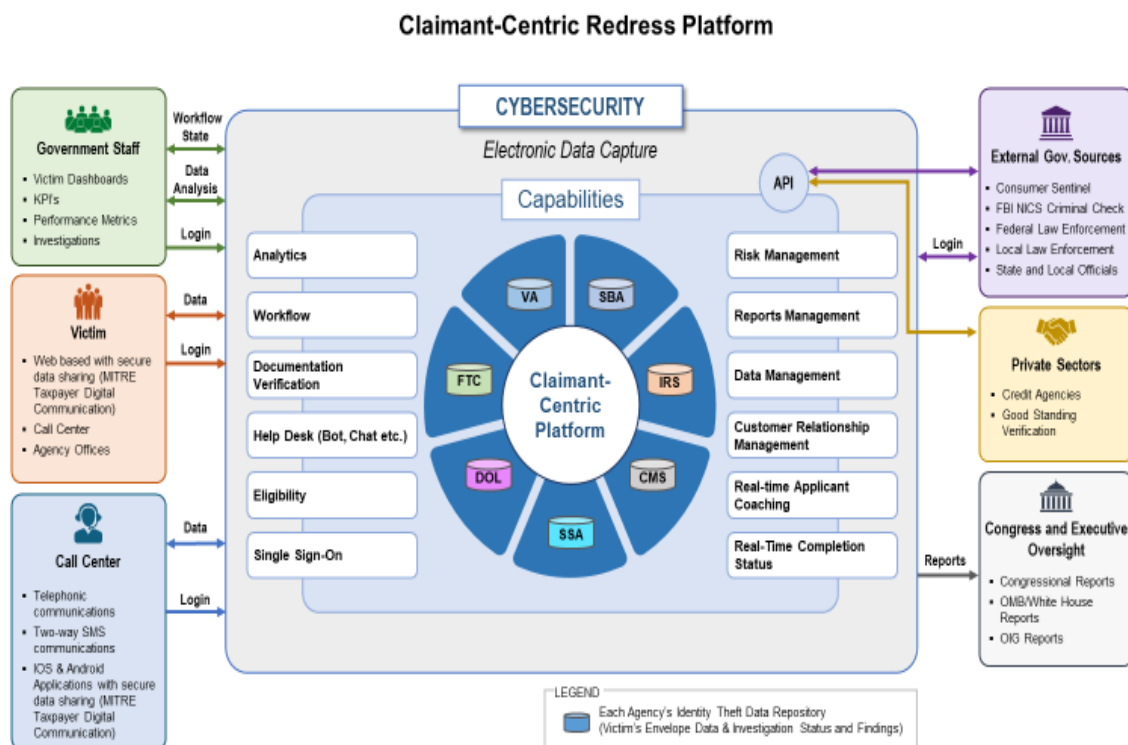 Claimant-Centric Redress Platform
Government Staff
▪ Victim Dashboards
▪ KPI's
▪ Performance Metrics
▪ Investigations
Workflow
State
Data
Analysis
Login
Victim
▪ Web based with secure
data sharing (MITRE
Taxpayer Digital
Communication)
▪ Call Center
▪ Agency Offices
Data
Login
Call Center
▪ Telephonic
communications
▪ Two-way SMS
communications
▪ IOS & Android
Applications with secure
data sharing (MITRE
Taxpayer Digital
Communication)
Data
Login
CYBERSECURITY
Electronic Data Capture
Capabilities
API
Analytics
Workflow
Documentation
Verification
Help Desk (Bot, Chat etc.)
Eligibility
Single Sign-On
VA
SBA
FTC
IRS
DOL
CMS
SSA
Claimant-
Centric
Platform
Risk Management
Reports Management
Data Management
Customer Relationship
Management
Real-time Applicant
Coaching
Real-Time Completion
Status
Login
Reports
External Gov. Sources
▪ Consumer Sentinel
▪ FBI NICS Criminal Check
▪ Federal Law Enforcement
▪ Local Law Enforcement
▪ State and Local Officials
Private Sectors
▪ Credit Agencies
▪ Good Standing
Verification
Congress and Executive
Oversight
▪ Congressional Reports
▪ OMB/White House
Reports
▪ OIG Reports
LEGEND
Each Agency's Identity Theft Data Repository
(Victim's Envelope Data & Investigation Status and Findings)